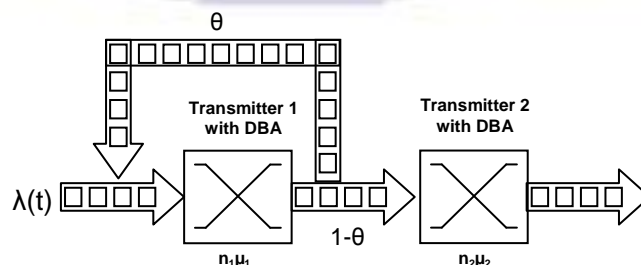 θ
Transmitter 1
with DBA
Transmitter 2
with DBA
λ(t)
1-θ
n₁μ₁
n₂μ₂